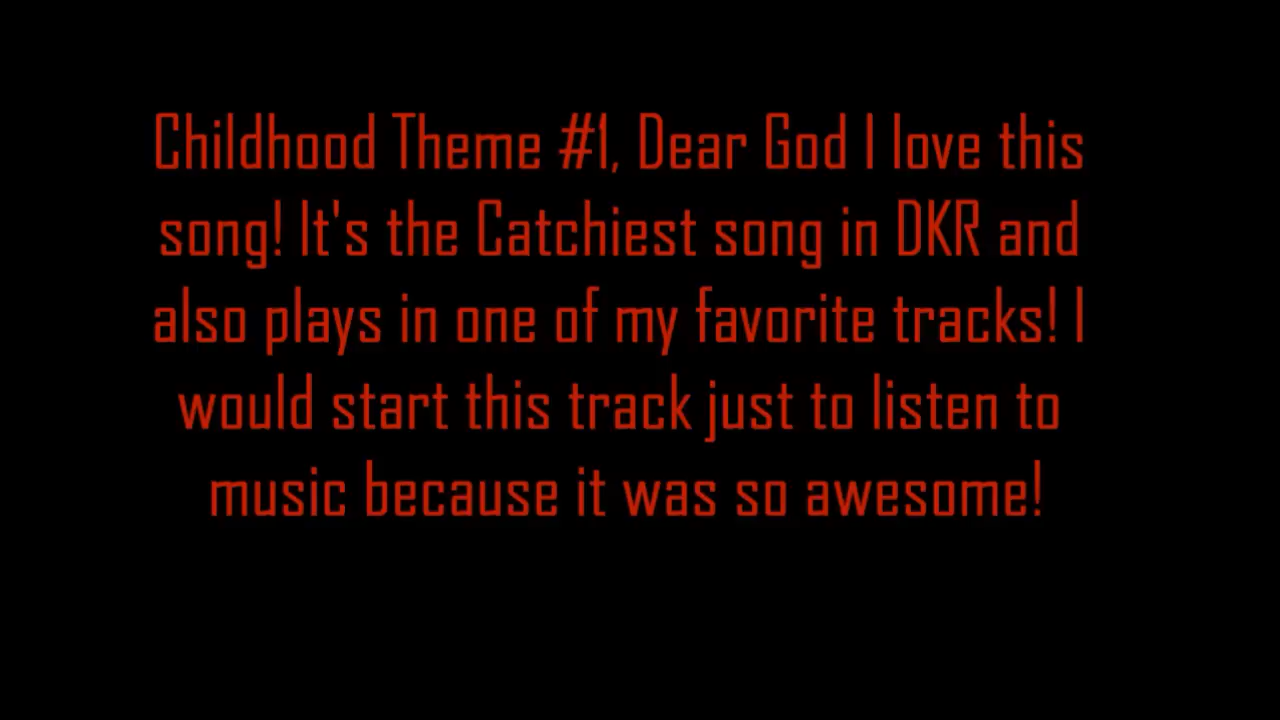 Childhood Theme #1, Dear God I love this
song! It's the Catchiest song in DKR and
also plays in one of my favorite tracks! I
would start this track just to listen to
music because it was so awesome!